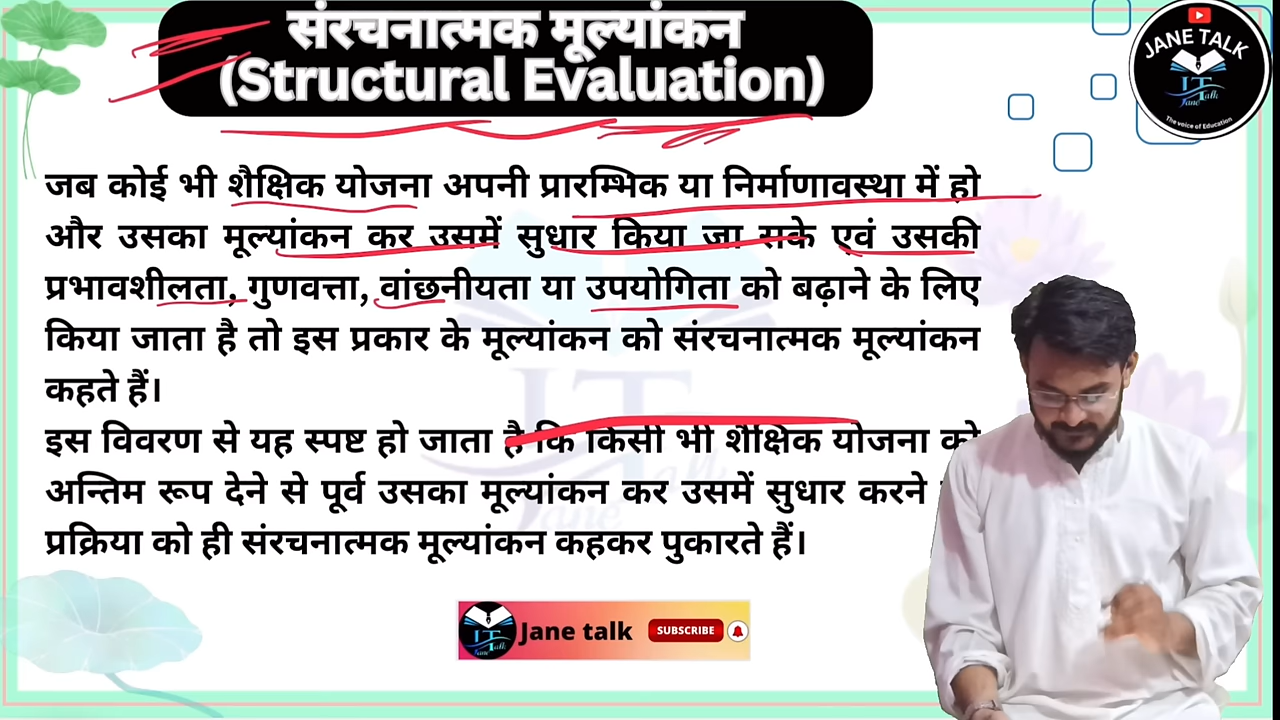 संरचनात्मक मूल्यांकन
(Structural Evaluation)
JANE TALK
JT
Jane Talk
The voice of Education
जब कोई भी शैक्षिक योजना अपनी प्रारम्भिक या निर्माणावस्था में हो
और उसका मूल्यांकन कर उसमें सुधार किया जा सके एवं उसकी
प्रभावशीलता, गुणवत्ता, वांछनीयता या उपयोगिता को बढ़ाने के लिए
किया जाता है तो इस प्रकार के मूल्यांकन को संरचनात्मक मूल्यांकन
कहते हैं।
इस विवरण से यह स्पष्ट हो जाता है कि किसी भी शैक्षिक योजना को
अन्तिम रूप देने से पूर्व उसका मूल्यांकन कर उसमें सुधार करने
प्रक्रिया को ही संरचनात्मक मूल्यांकन कहकर पुकारते हैं।
Jane talk SUBSCRIBE